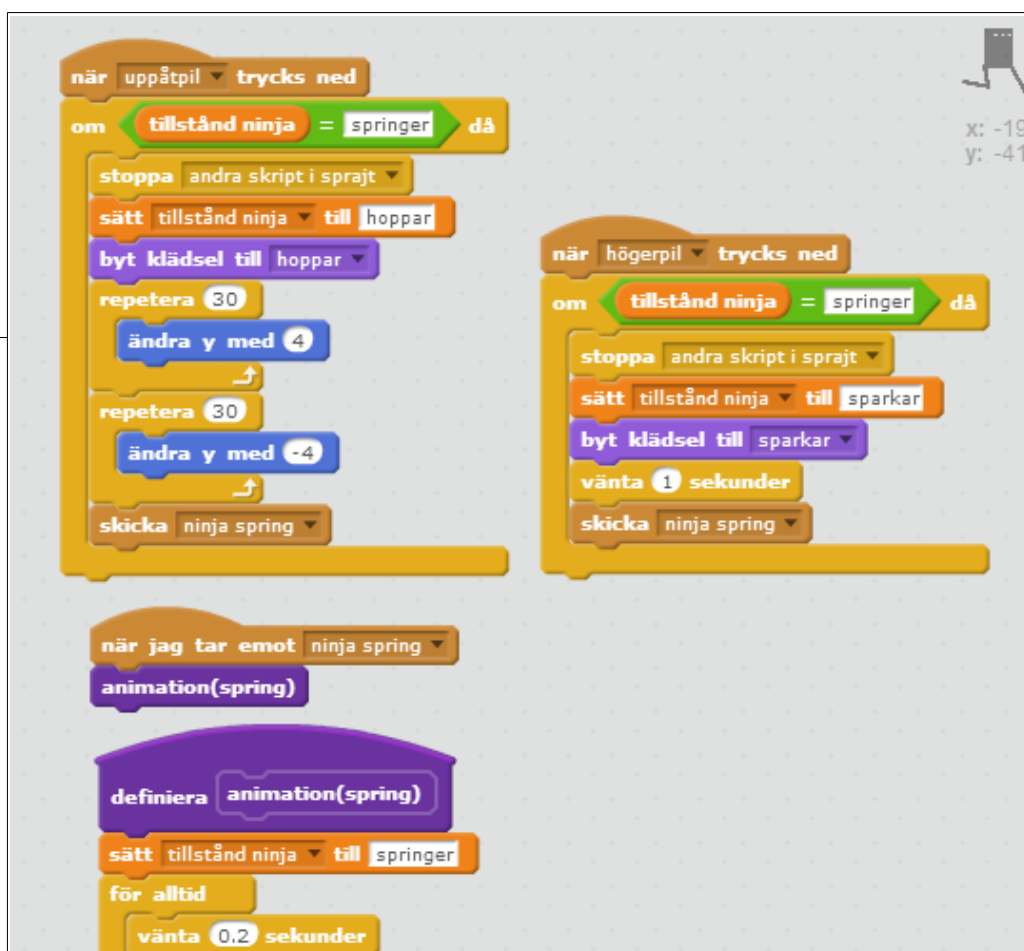 när uppåtpil trycks ned
om tillstånd ninja = springer då
stoppa andra skript i sprajt
sätt tillstånd ninja till hoppar
byt klädsel till hoppar
repetera 30
ändra y med 4
repetera 30
ändra y med -4
skicka ninja spring
x: -19
y: -41
när högerpil trycks ned
om tillstånd ninja = springer då
stoppa andra skript i sprajt
sätt tillstånd ninja till sparkar
byt klädsel till sparkar
vänta 1 sekunder
skicka ninja spring
när jag tar emot ninja spring
animation(spring)
definiera animation(spring)
sätt tillstånd ninja till springer
för alltid
vänta 0.2 sekunder